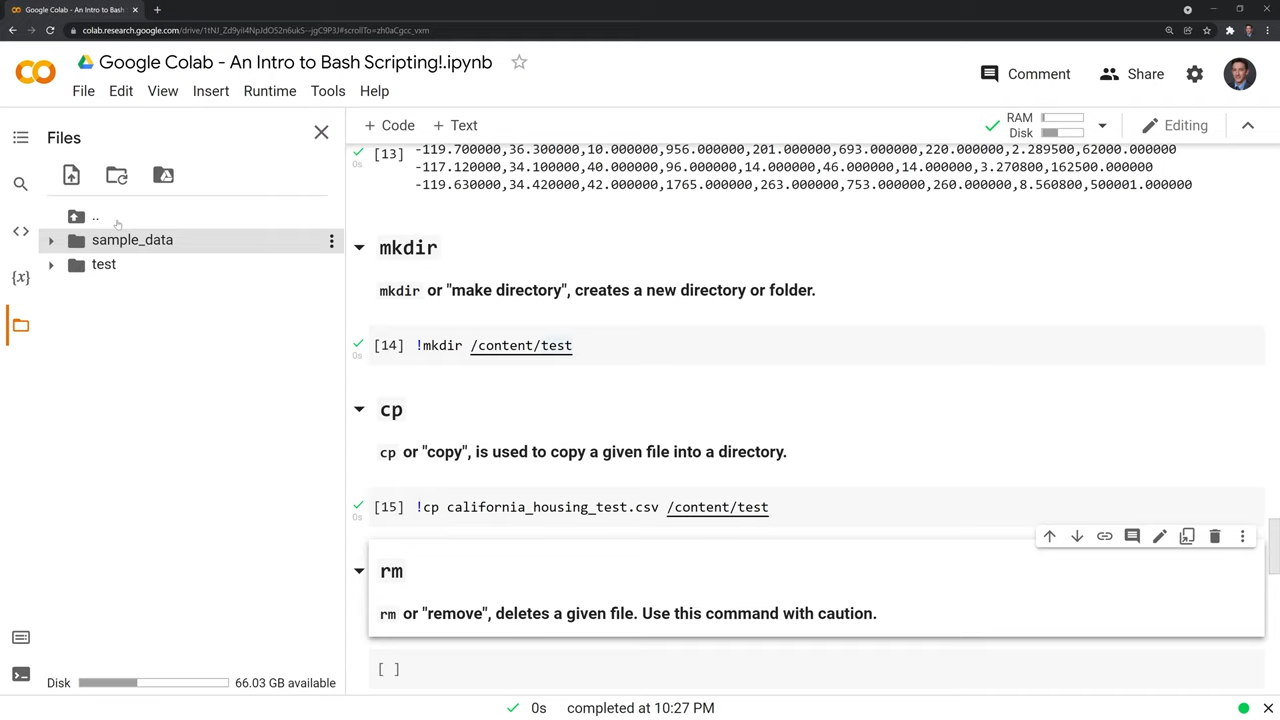 Google Colab - An Intro to Bash
colab.research.google.com/drive/1tNJ_Zd9yil4NpJdO52n6ukS--jgC9P3J#scrollTo=zh0aCgcc_vxm
Google Colab - An Intro to Bash Scripting!.ipynb
Comment
Share
File Edit View Insert Runtime Tools Help
Files
+ Code + Text
RAM
Disk
Editing
..
sample_data
test
{x}
[13]
0s
-119.700000,36.300000,10.000000,956.000000,201.000000,693.000000,220.000000,2.289500,62000.000000
-117.120000,34.100000,40.000000,96.000000,14.000000,46.000000,14.000000,3.270800,162500.000000
-119.630000,34.420000,42.000000,1765.000000,263.000000,753.000000,260.000000,8.560800,500001.000000
mkdir
mkdir or "make directory", creates a new directory or folder.
[14] !mkdir /content/test
0s
cp
cp or "copy", is used to copy a given file into a directory.
[15] !cp california_housing_test.csv /content/test
0s
rm
rm or "remove", deletes a given file. Use this command with caution.
[ ]
Disk 66.03 GB available
0s completed at 10:27 PM